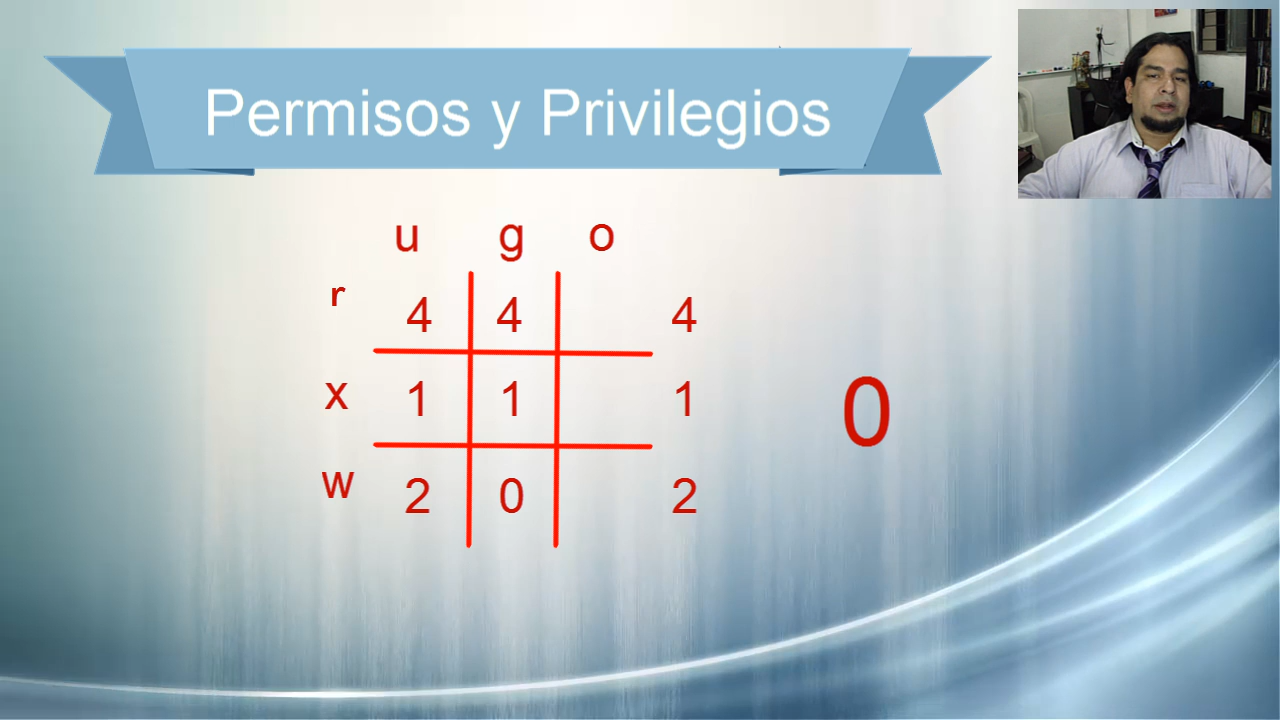 Permisos y Privilegios
u g o
r 4 4 4
x 1 1 1 0
w 2 0 2